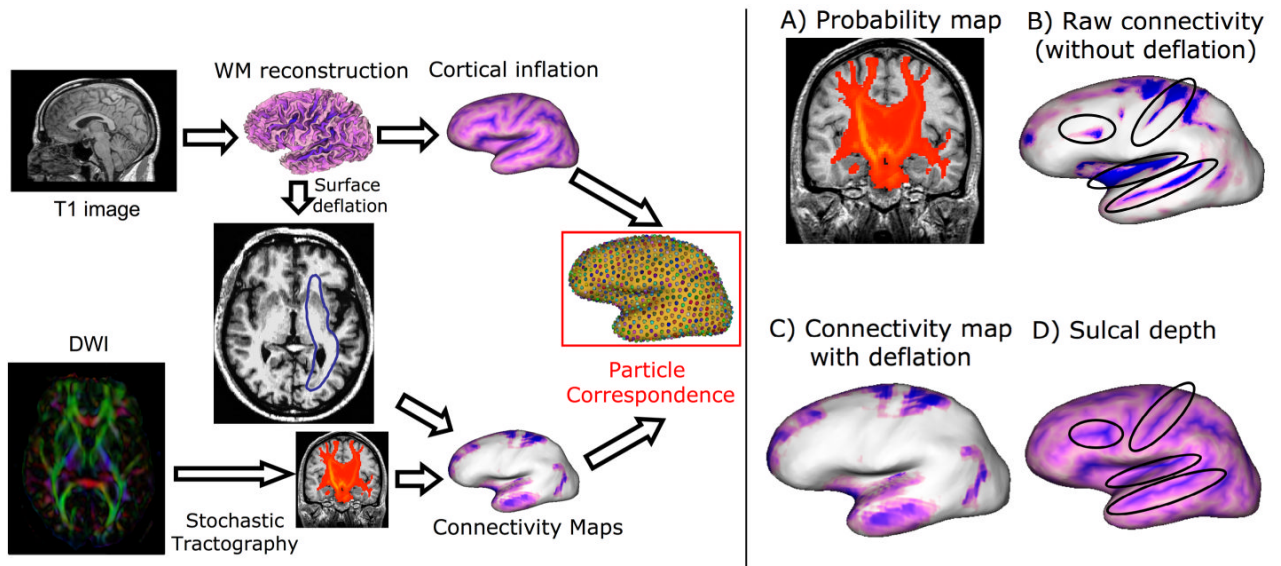 WM reconstruction
Cortical inflation
T1 image
Surface
deflation
DWI
Particle
Correspondence
Stochastic
Tractography
Connectivity Maps
A) Probability map
B) Raw connectivity
(without deflation)
C) Connectivity map
with deflation
D) Sulcal depth